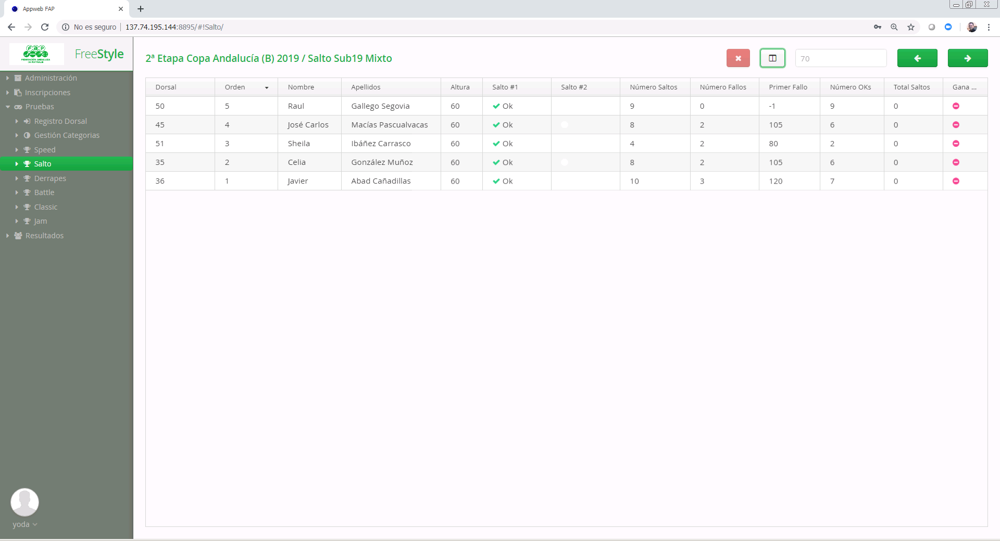 Appweb FAP
No es seguro 137.74.195.144:8895/#!Salto/
FaP
FEDERACIÓN ANDALUZA
DE PATINAJE
FreeStyle
2ª Etapa Copa Andalucía (B) 2019 / Salto Sub19 Mixto
70
Administración
Inscripciones
Pruebas
Registro Dorsal
Gestión Categorias
Speed
Salto
Derrapes
Battle
Classic
Jam
Resultados
yoda
Dorsal Orden Nombre Apellidos Altura Salto #1 Salto #2 Número Saltos Número Fallos Primer Fallo Número OKs Total Saltos Gana ...
50 5 Raul Gallego Segovia 60 Ok 9 0 -1 9 0
45 4 José Carlos Macías Pascualvacas 60 Ok 8 2 105 6 0
51 3 Sheila Ibáñez Carrasco 60 Ok 4 2 80 2 0
35 2 Celia González Muñoz 60 Ok 8 2 105 6 0
36 1 Javier Abad Cañadillas 60 Ok 10 3 120 7 0